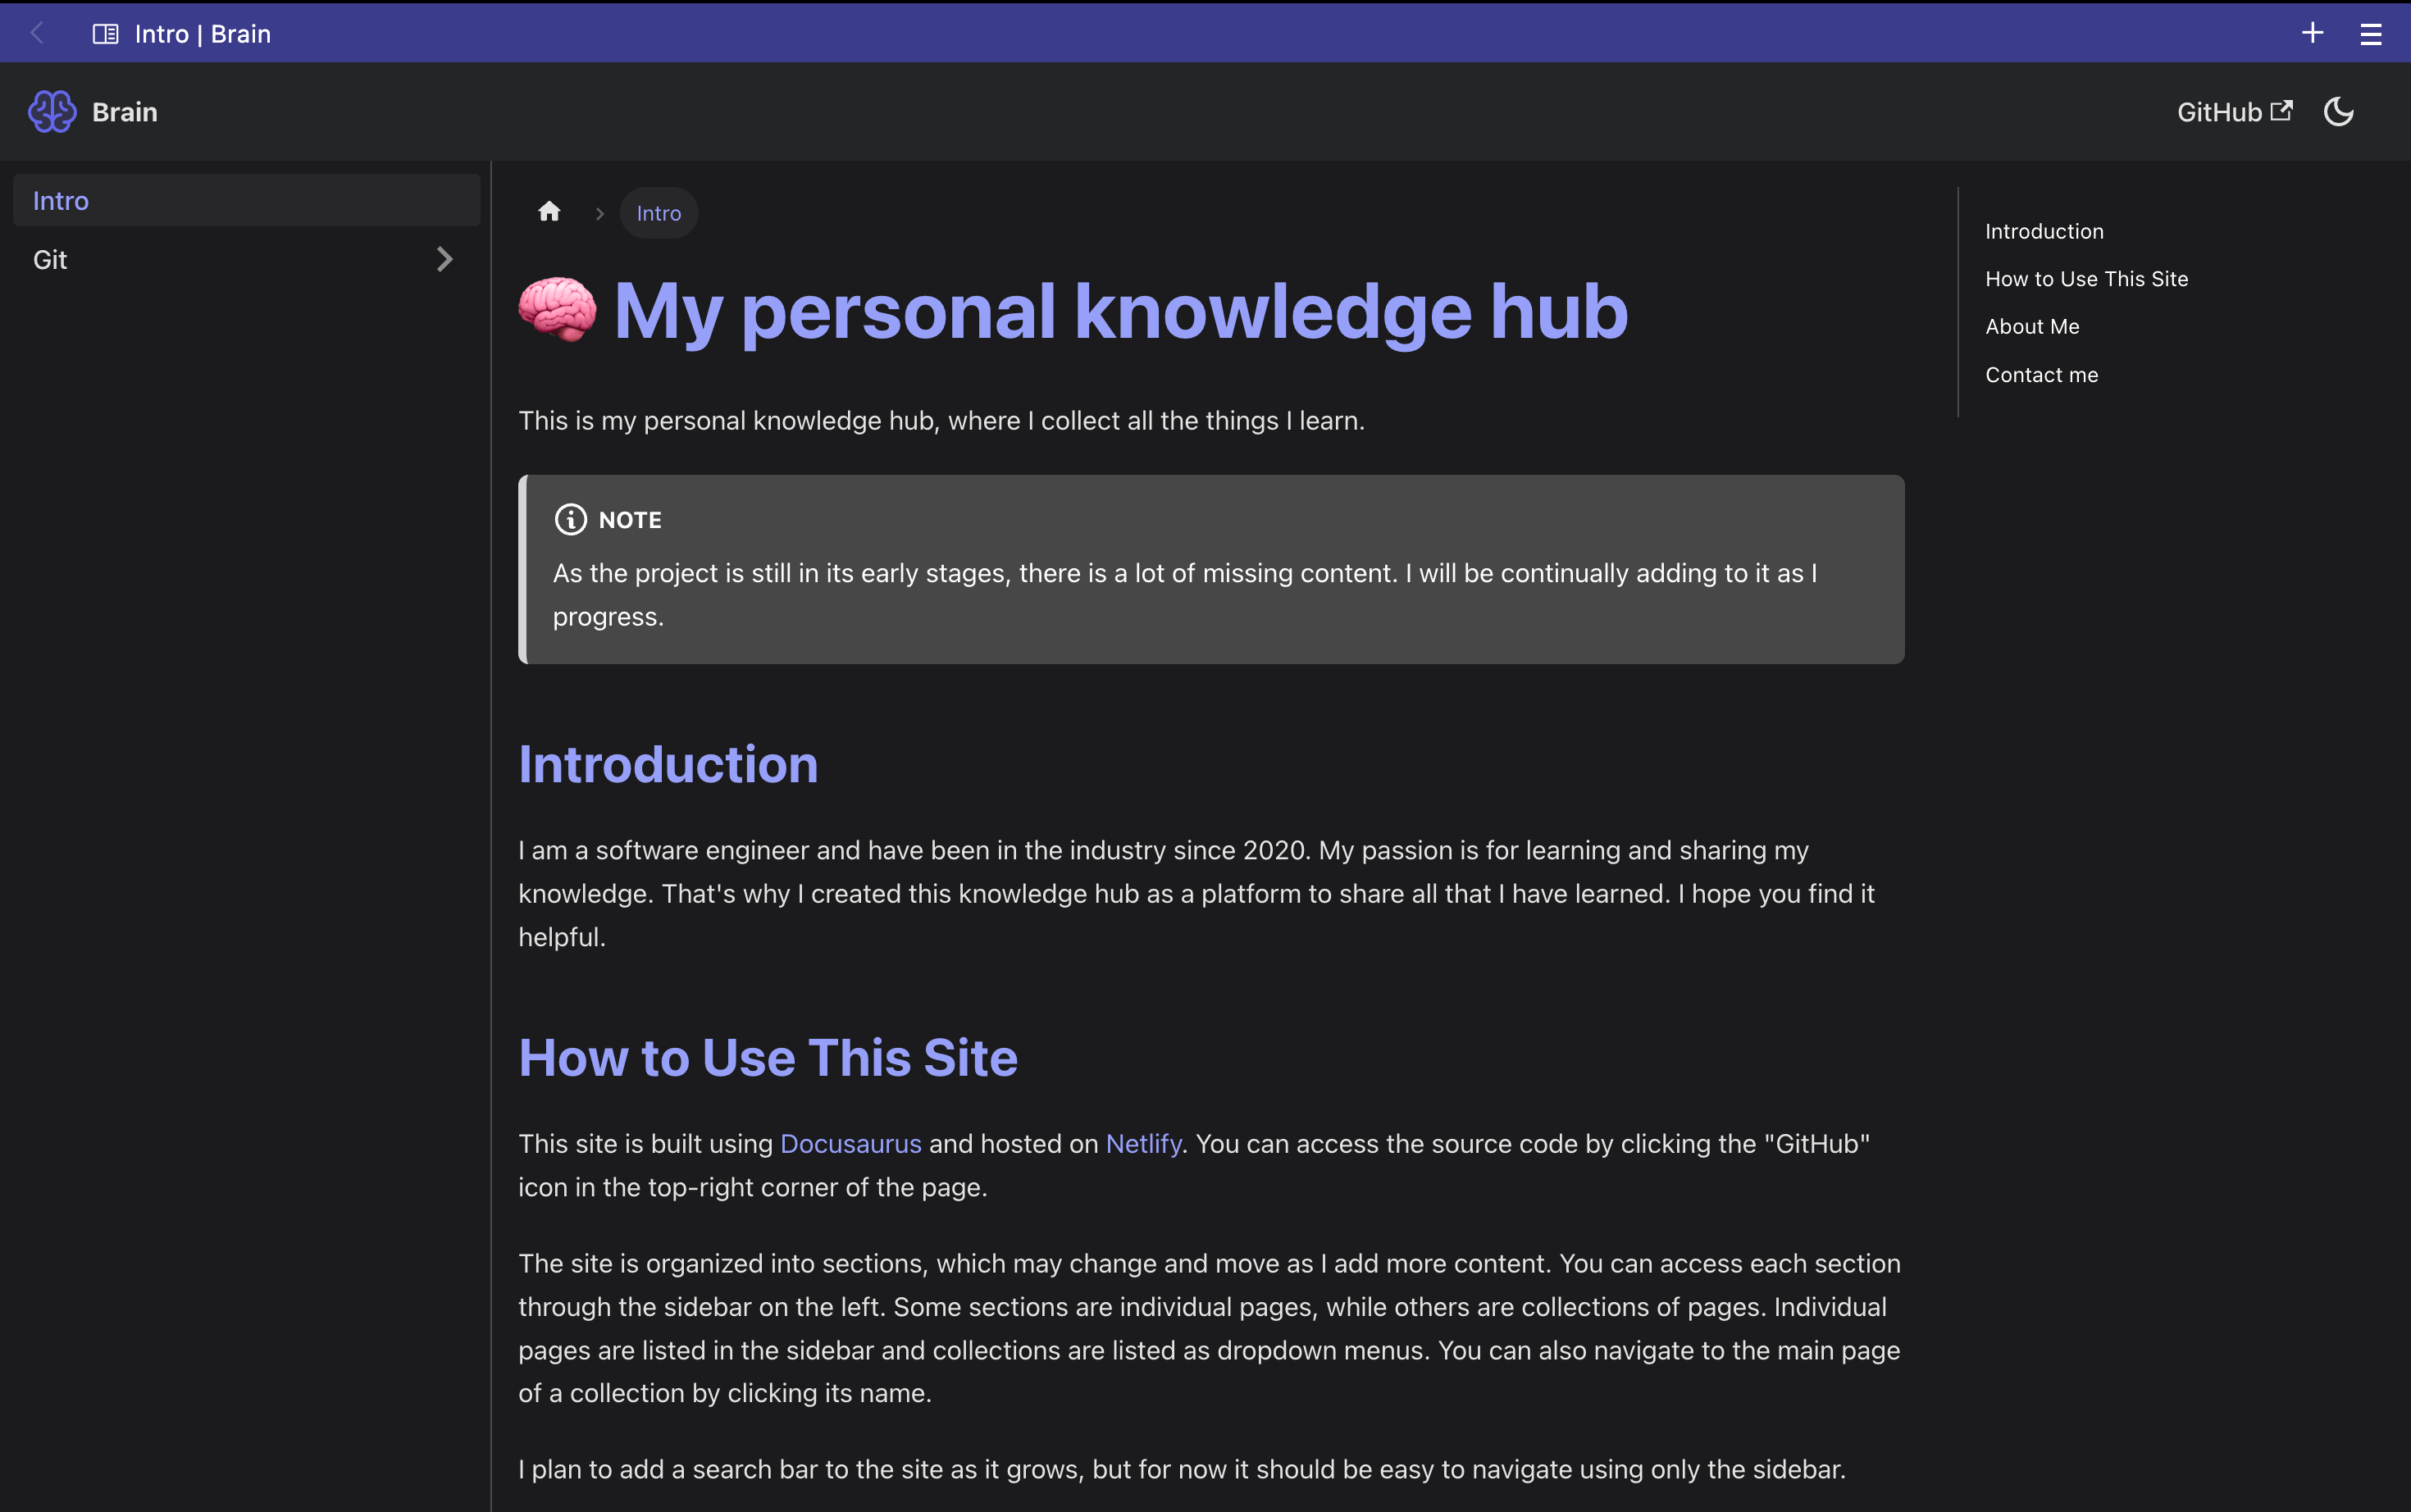 Intro | Brain
Brain
GitHub
Intro
Git
Intro
My personal knowledge hub
This is my personal knowledge hub, where I collect all the things I learn.
NOTE
As the project is still in its early stages, there is a lot of missing content. I will be continually adding to it as I
progress.
Introduction
I am a software engineer and have been in the industry since 2020. My passion is for learning and sharing my
knowledge. That's why I created this knowledge hub as a platform to share all that I have learned. I hope you find it
helpful.
How to Use This Site
This site is built using Docusaurus and hosted on Netlify. You can access the source code by clicking the "GitHub"
icon in the top-right corner of the page.
The site is organized into sections, which may change and move as I add more content. You can access each section
through the sidebar on the left. Some sections are individual pages, while others are collections of pages. Individual
pages are listed in the sidebar and collections are listed as dropdown menus. You can also navigate to the main page
of a collection by clicking its name.
I plan to add a search bar to the site as it grows, but for now it should be easy to navigate using only the sidebar.
Introduction
How to Use This Site
About Me
Contact me